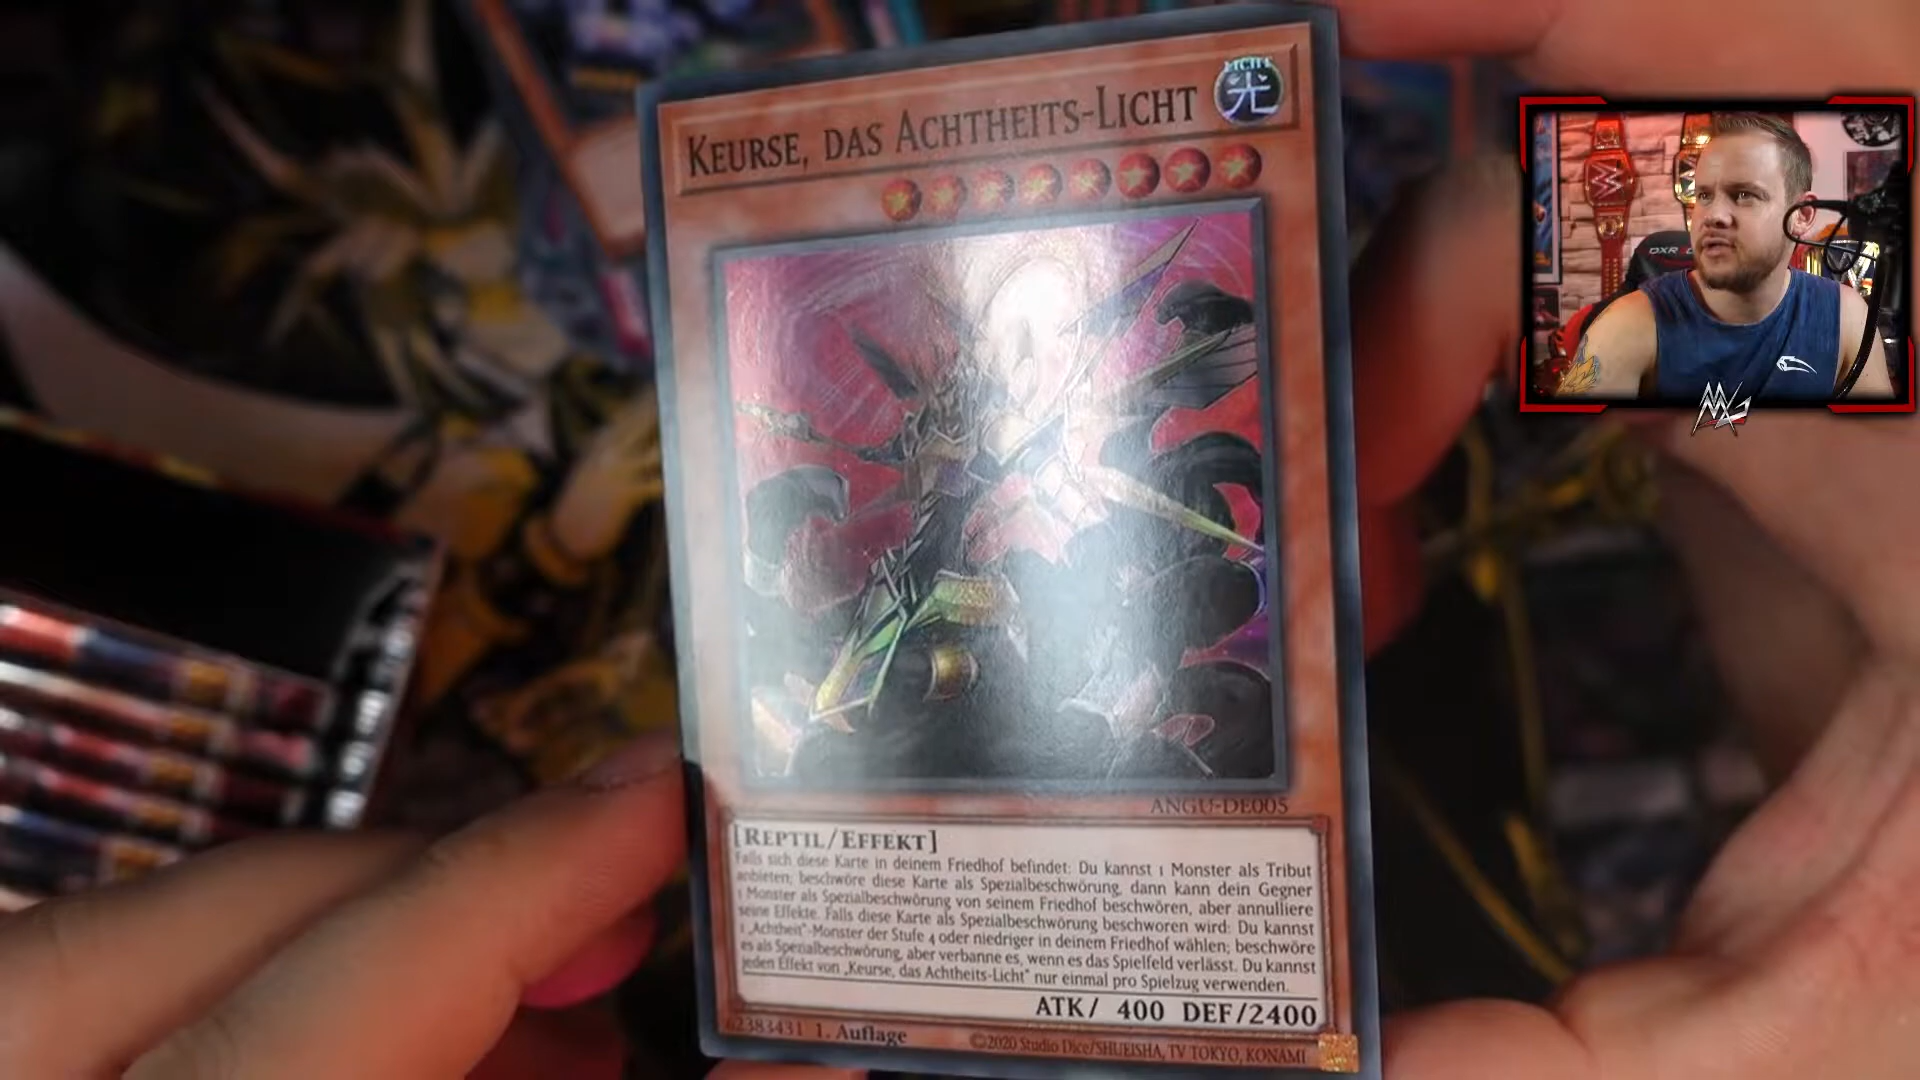 KEURSE, DAS ACHTHEITS-LICHT
LICHT
光
ANGU-DE005
[REPTIL/EFFEKT]
Falls sich diese Karte in deinem Friedhof befindet: Du kannst 1 Monster als Tribut
anbieten; beschwöre diese Karte als Spezialbeschwörung, dann kann dein Gegner
1 Monster als Spezialbeschwörung von seinem Friedhof beschwören, aber annulliere
seine Effekte. Falls diese Karte als Spezialbeschwörung beschworen wird: Du kannst
1 „Achtheit"-Monster der Stufe 4 oder niedriger in deinem Friedhof wählen; beschwöre
es als Spezialbeschwörung, aber verbanne es, wenn es das Spielfeld verlässt. Du kannst
jeden Effekt von „Keurse, das Achtheits-Licht" nur einmal pro Spielzug verwenden.
ATK/ 400 DEF/2400
62383431 1. Auflage
©2020 Studio Dice/SHUEISHA, TV TOKYO, KONAMI